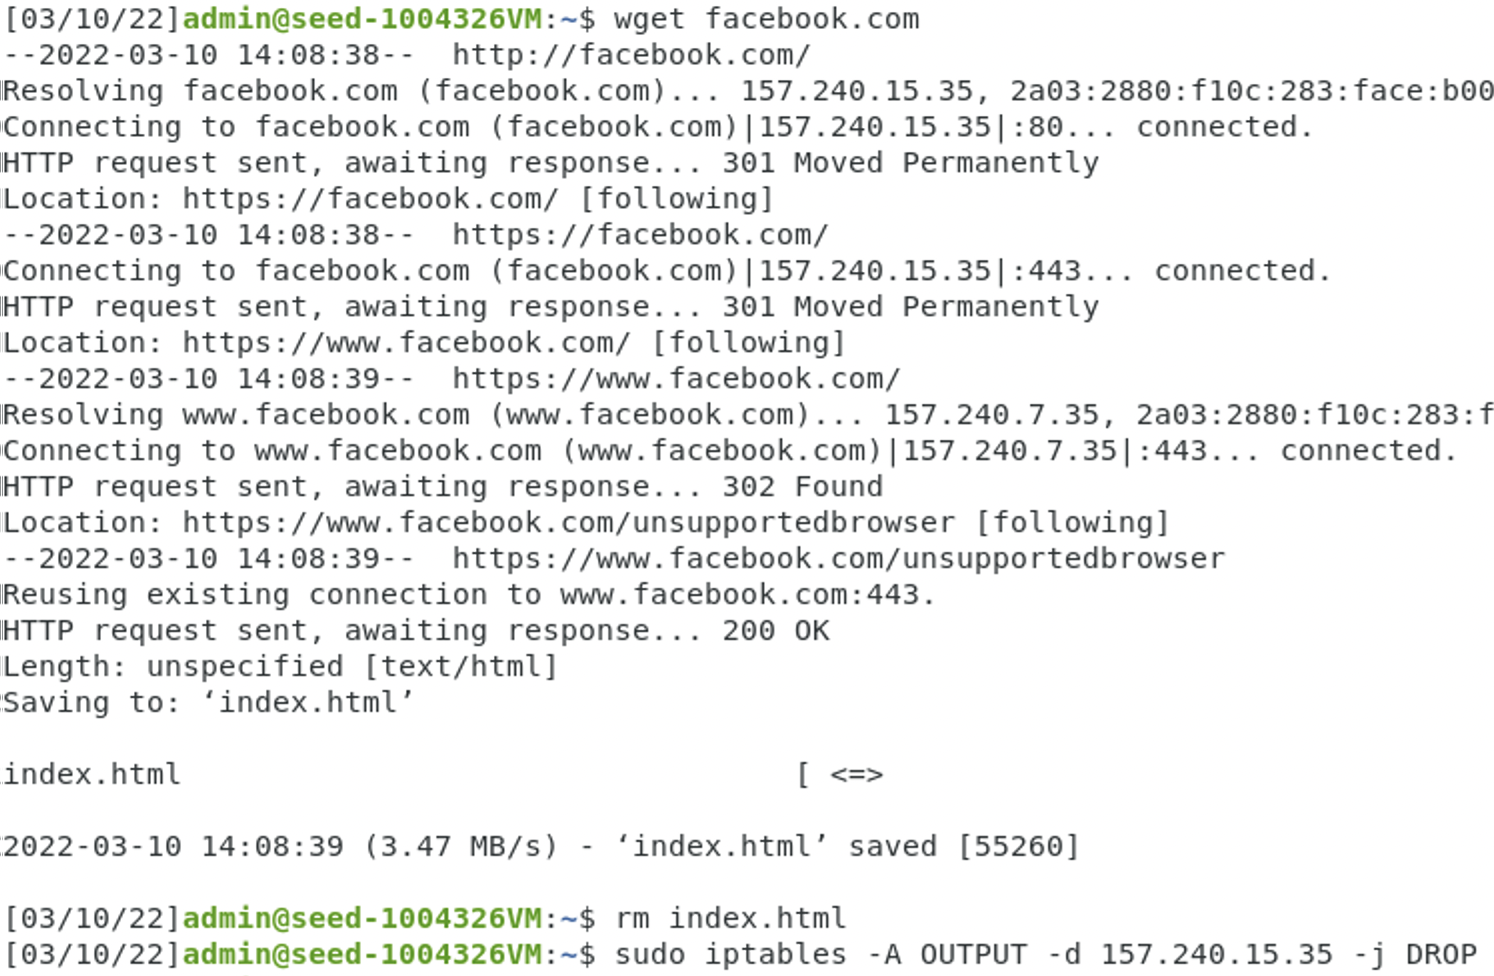 [03/10/22]admin@seed-1004326VM:~$ wget facebook.com
--2022-03-10 14:08:38--  http://facebook.com/
Resolving facebook.com (facebook.com)... 157.240.15.35, 2a03:2880:f10c:283:face:b00
Connecting to facebook.com (facebook.com)|157.240.15.35|:80... connected.
HTTP request sent, awaiting response... 301 Moved Permanently
Location: https://facebook.com/ [following]
--2022-03-10 14:08:38--  https://facebook.com/
Connecting to facebook.com (facebook.com)|157.240.15.35|:443... connected.
HTTP request sent, awaiting response... 301 Moved Permanently
Location: https://www.facebook.com/ [following]
--2022-03-10 14:08:39--  https://www.facebook.com/
Resolving www.facebook.com (www.facebook.com)... 157.240.7.35, 2a03:2880:f10c:283:f
Connecting to www.facebook.com (www.facebook.com)|157.240.7.35|:443... connected.
HTTP request sent, awaiting response... 302 Found
Location: https://www.facebook.com/unsupportedbrowser [following]
--2022-03-10 14:08:39--  https://www.facebook.com/unsupportedbrowser
Reusing existing connection to www.facebook.com:443.
HTTP request sent, awaiting response... 200 OK
Length: unspecified [text/html]
Saving to: ‘index.html’
index.html                                   [ <=>
2022-03-10 14:08:39 (3.47 MB/s) - ‘index.html’ saved [55260]
[03/10/22]admin@seed-1004326VM:~$ rm index.html
[03/10/22]admin@seed-1004326VM:~$ sudo iptables -A OUTPUT -d 157.240.15.35 -j DROP